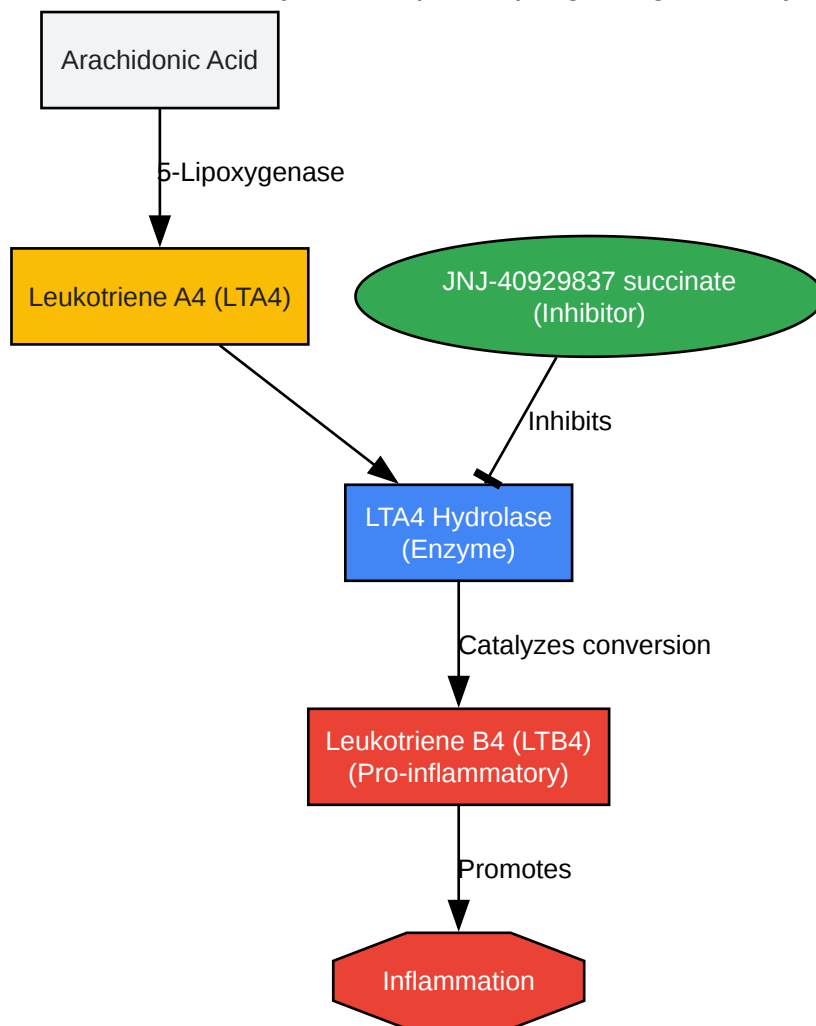 Arachidonic Acid
5-Lipoxygenase
Leukotriene A4 (LTA4)
JNJ-40929837 succinate
(Inhibitor)
Inhibits
LTA4 Hydrolase
(Enzyme)
Catalyzes conversion
Leukotriene B4 (LTB4)
(Pro-inflammatory)
Promotes
Inflammation